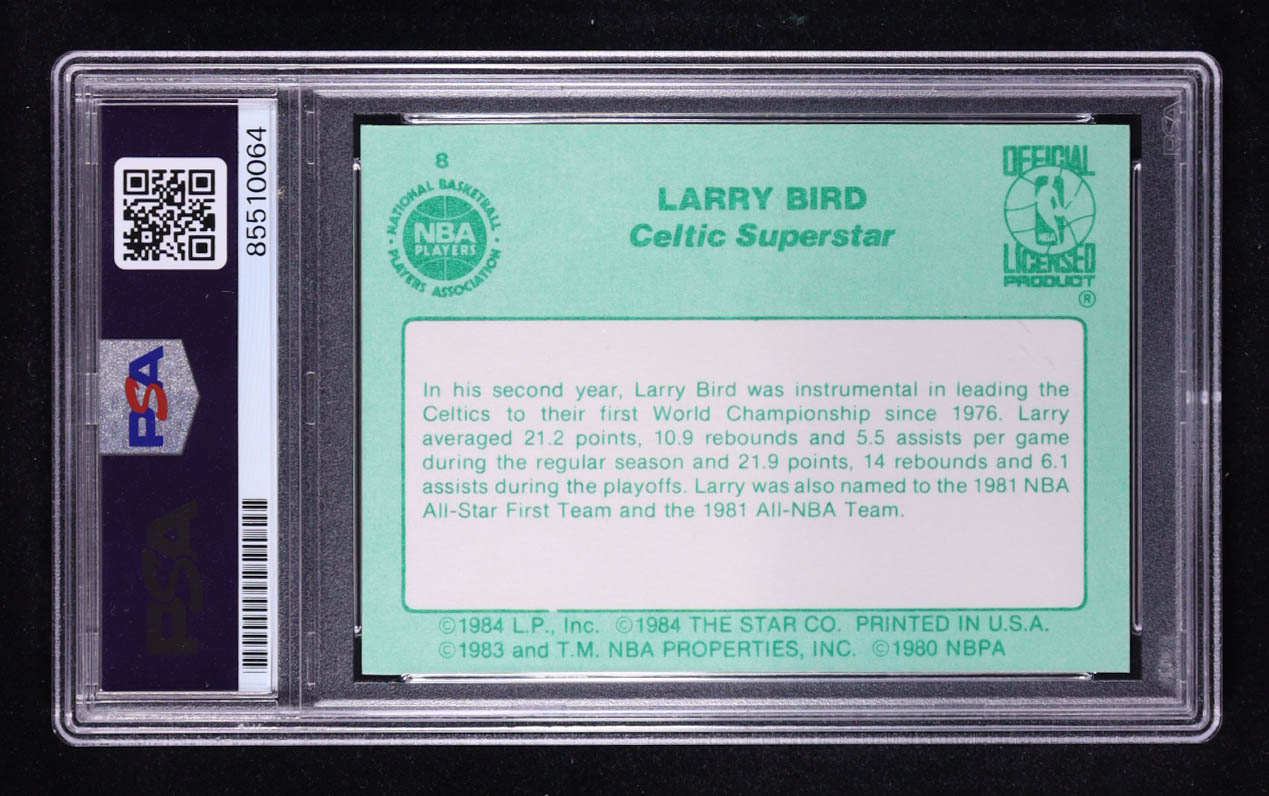 85510064
PSA
PSA
PSA
8
NATIONAL BASKETBALL
NBA
PLAYERS
PLAYERS ASSOCIATION
LARRY BIRD
Celtic Superstar
OFFICIAL
NBA
LICENSED
PRODUCT
®
In his second year, Larry Bird was instrumental in leading the
Celtics to their first World Championship since 1976. Larry
averaged 21.2 points, 10.9 rebounds and 5.5 assists per game
during the regular season and 21.9 points, 14 rebounds and 6.1
assists during the playoffs. Larry was also named to the 1981 NBA
All-Star First Team and the 1981 All-NBA Team.
©1984 L.P., Inc. ©1984 THE STAR CO. PRINTED IN U.S.A.
©1983 and T.M. NBA PROPERTIES, INC. ©1980 NBPA